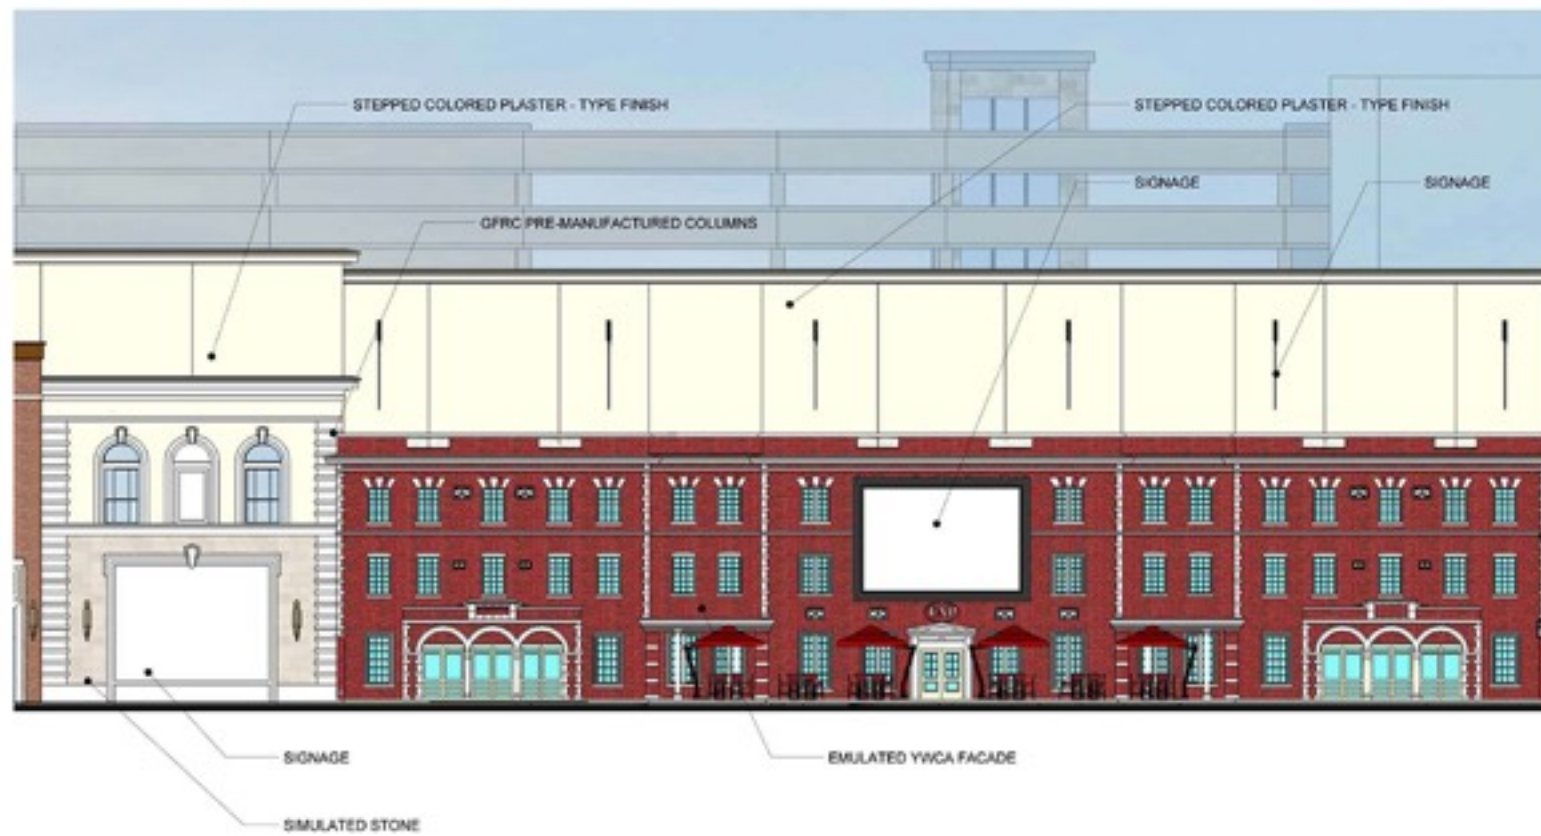 STEPPED COLORED PLASTER - TYPE FINISH
STEPPED COLORED PLASTER - TYPE FINISH
SIGNAGE
SIGNAGE
GFRC PRE-MANUFACTURED COLUMNS
SIGNAGE
EMULATED YWCA FACADE
SIMULATED STONE